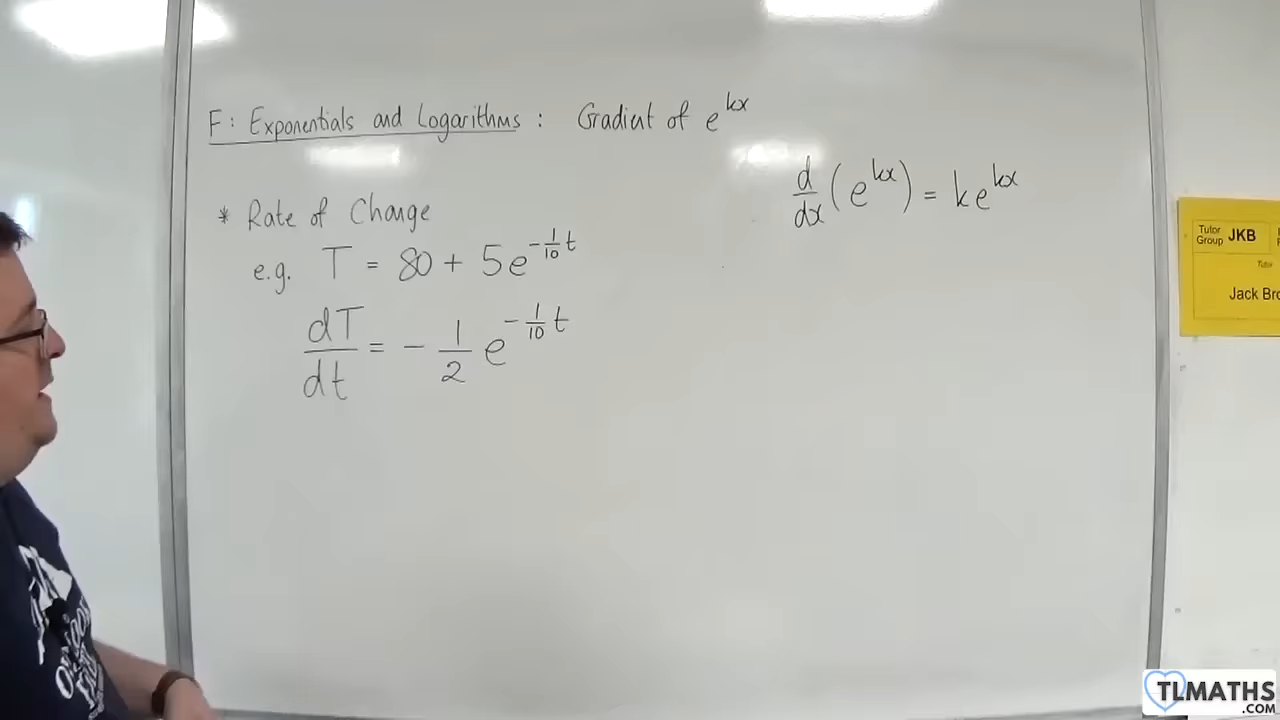 F: Exponentials and Logarithms: Gradient of e^{kx}
d/dx (e^{kx}) = ke^{kx}
* Rate of Change
e.g. T = 80 + 5e^{-1/10 t}
dT/dt = -1/2 e^{-1/10 t}
Tutor Group JKB
Tutor
Jack Bro
TLMATHS
.COM